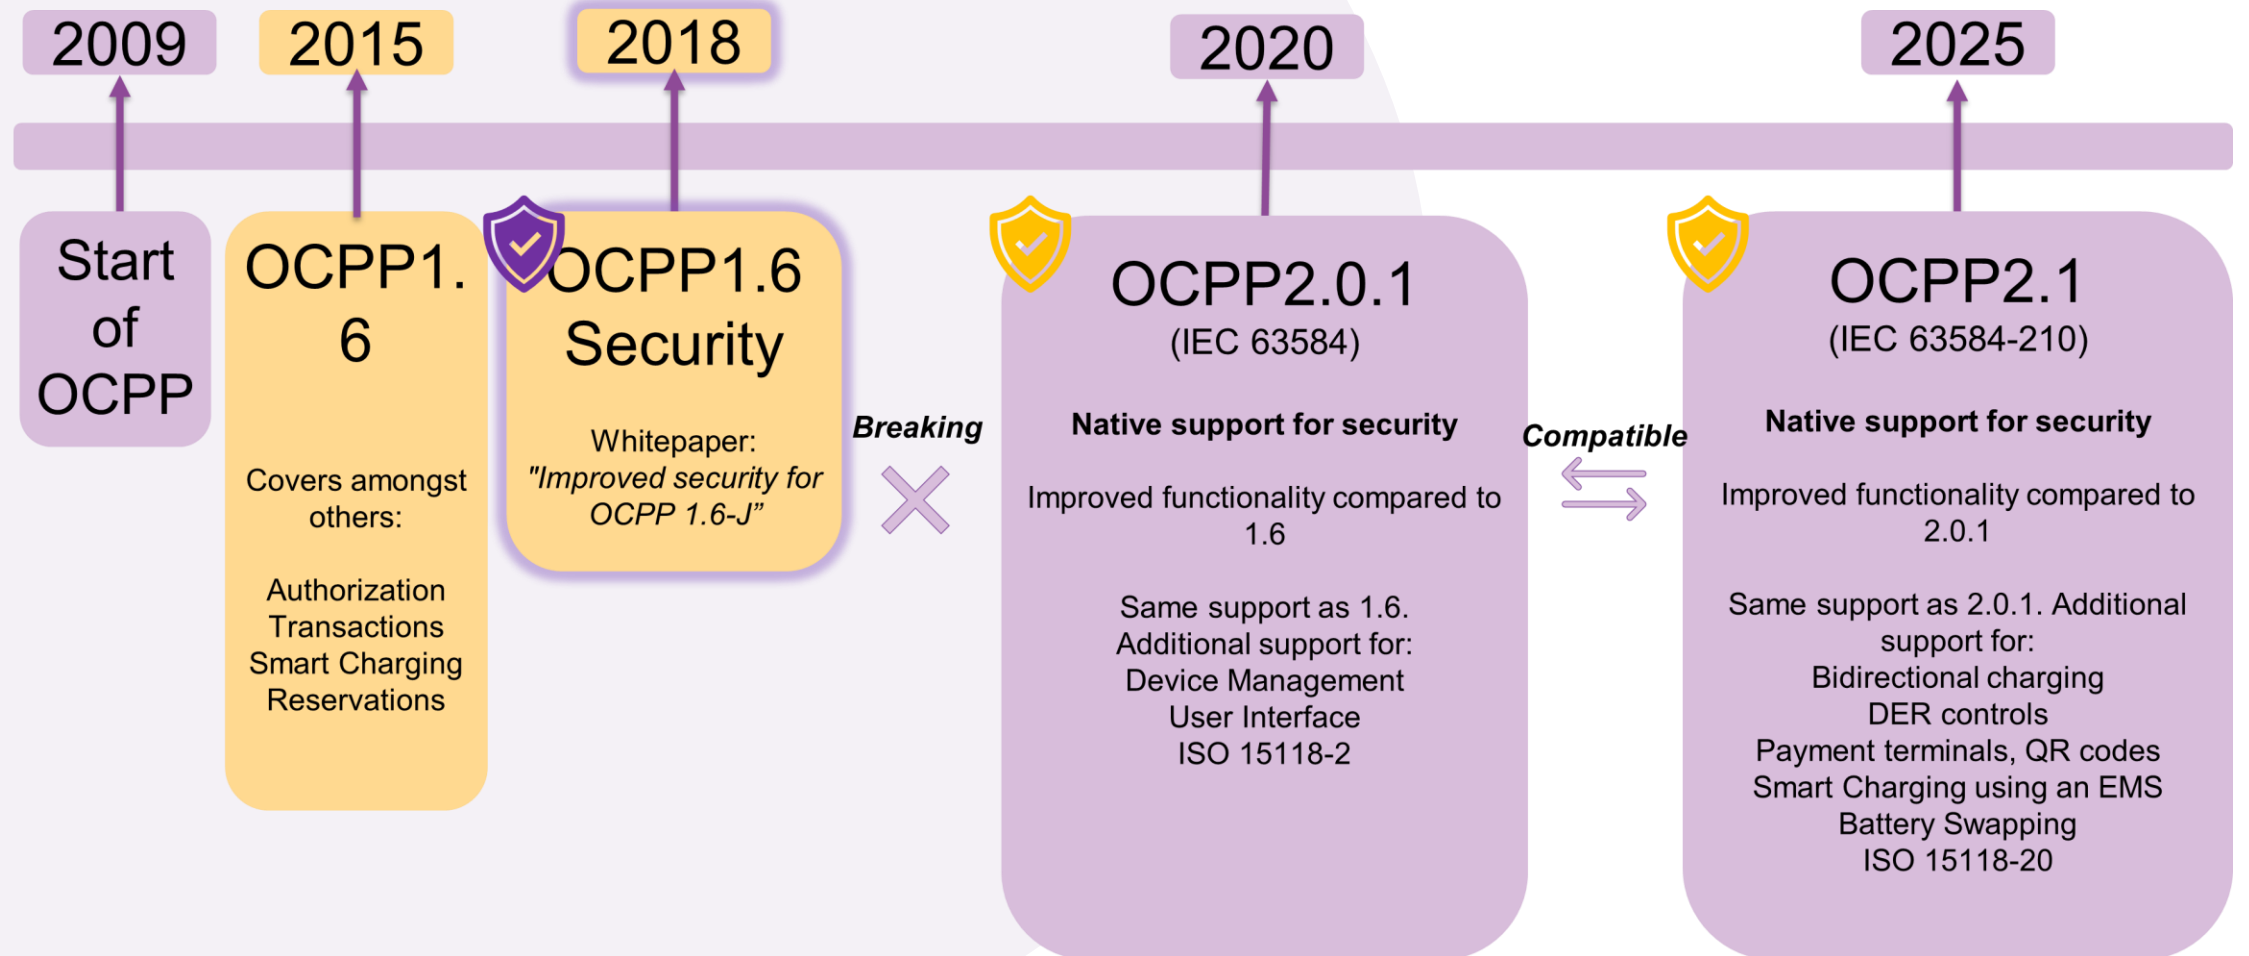 2009
2015
2018
2020
2025
Start
of
OCPP
OCPP1.
6
Covers amongst
others:
Authorization
Transactions
Smart Charging
Reservations
OCPP1.6
Security
Whitepaper:
"Improved security for
OCPP 1.6-J”
Breaking
OCPP2.0.1
(IEC 63584)
Native support for security
Improved functionality compared to
1.6
Same support as 1.6.
Additional support for:
Device Management
User Interface
ISO 15118-2
Compatible
OCPP2.1
(IEC 63584-210)
Native support for security
Improved functionality compared to
2.0.1
Same support as 2.0.1. Additional
support for:
Bidirectional charging
DER controls
Payment terminals, QR codes
Smart Charging using an EMS
Battery Swapping
ISO 15118-20